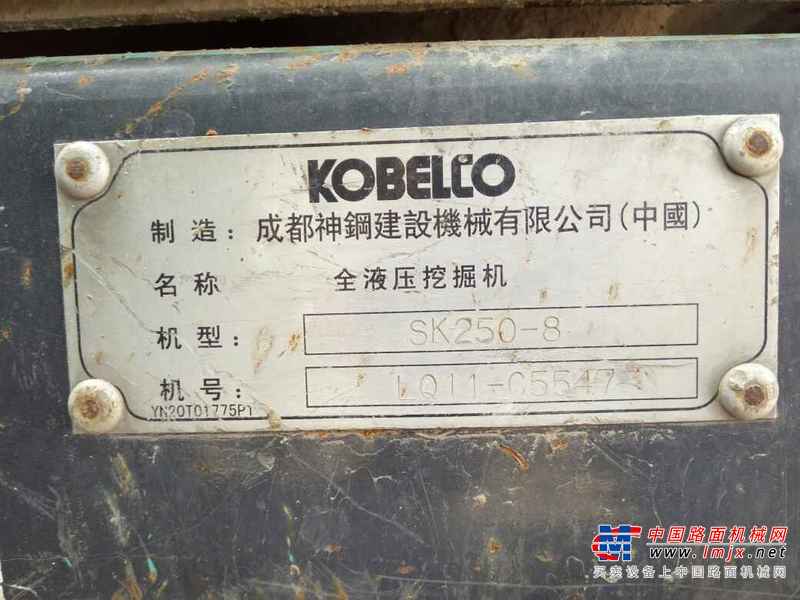 KOBELCO
制造：成都神鋼建設機械有限公司(中國)
名称 全液压挖掘机
机型：SK250-8
机号：LQ11-C5547
YN20T01775P1
中国路面机械网
www.lmjx.net
买卖设备上中国路面机械网